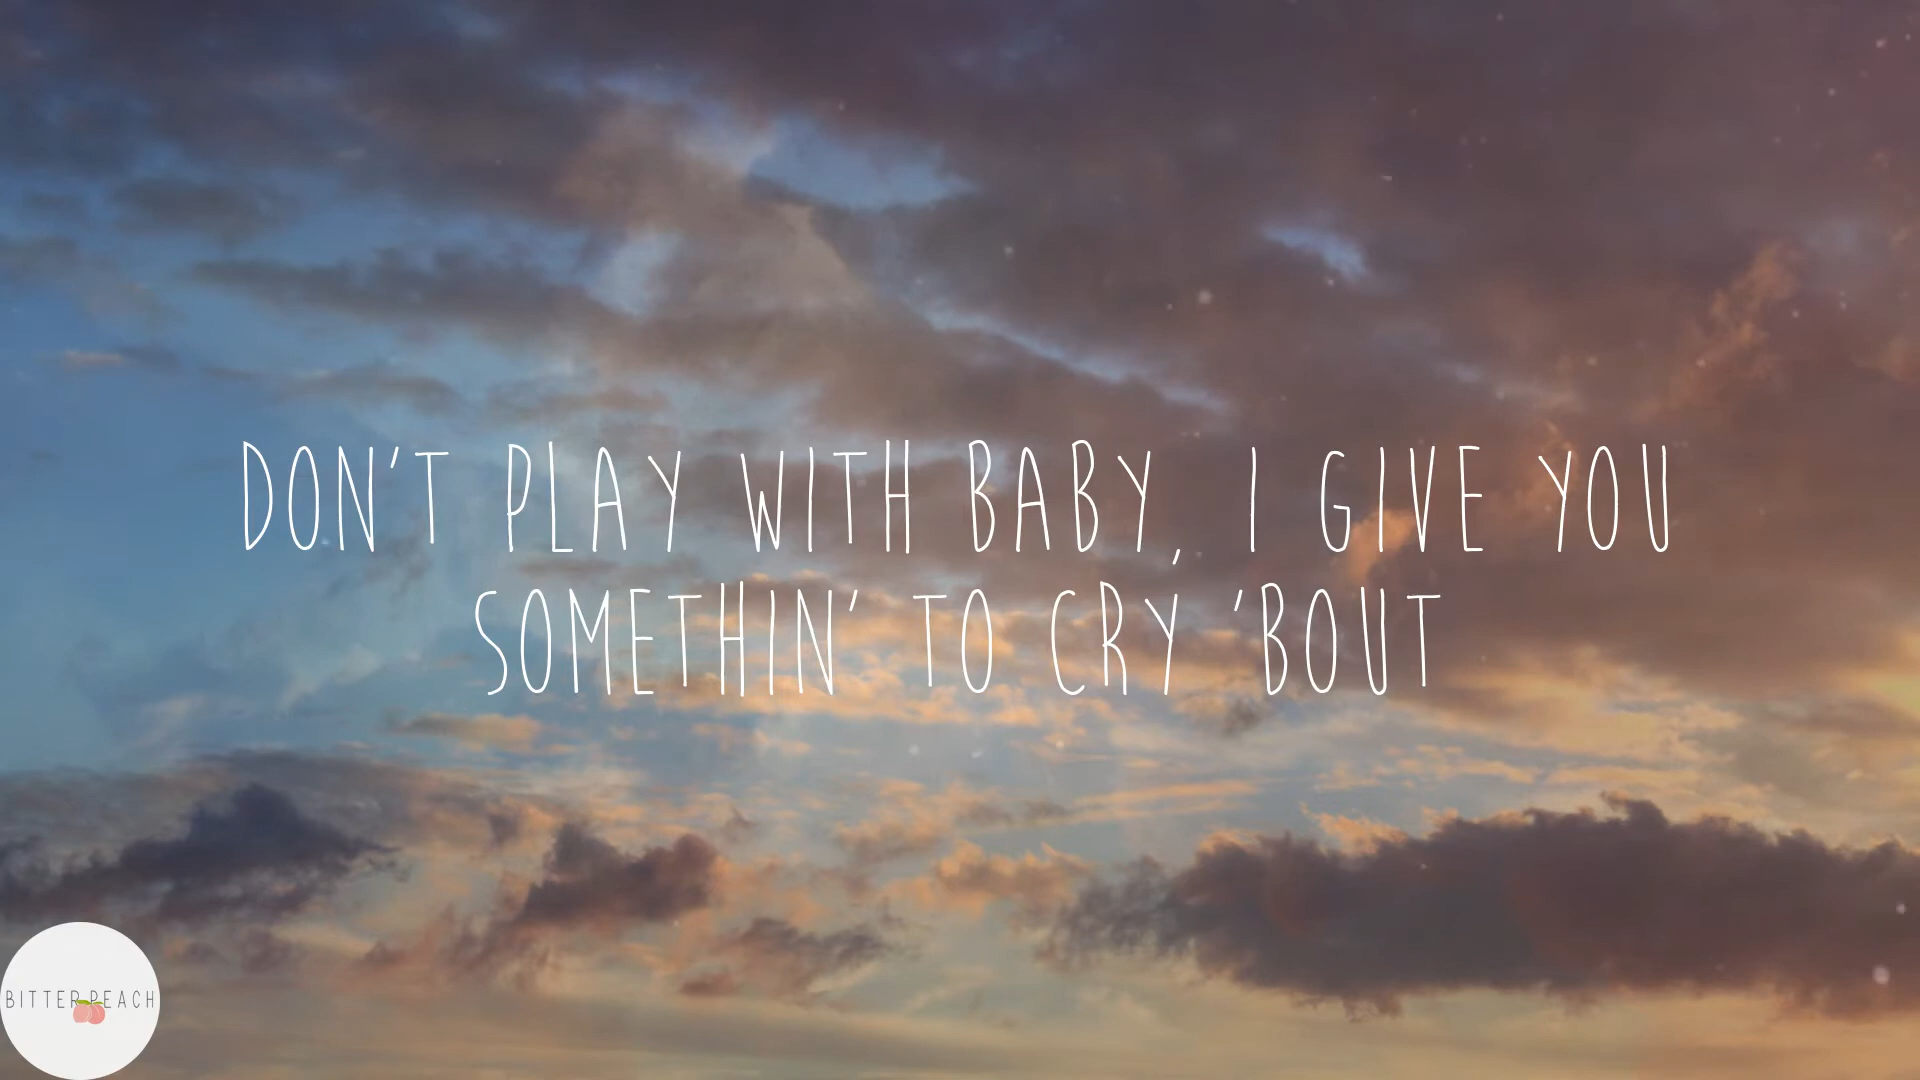 DON'T PLAY WITH BABY, I GIVE YOU
SOMETHIN' TO CRY 'BOUT
BITTER PEACH